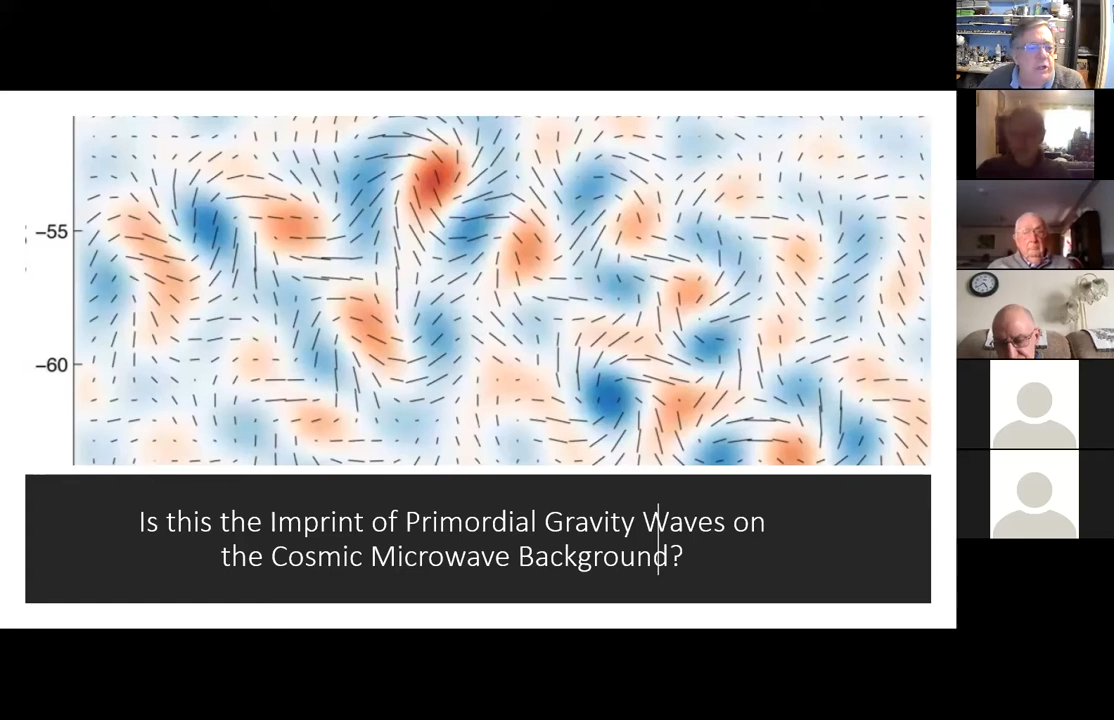 −55
−60
Is this the Imprint of Primordial Gravity Waves on
the Cosmic Microwave Background?